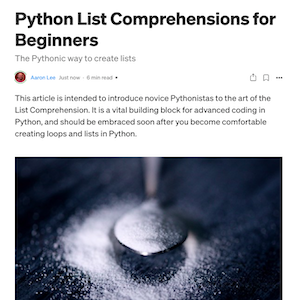 Python List Comprehensions for
Beginners
The Pythonic way to create lists
Aaron Lee Just now · 6 min read
This article is intended to introduce novice Pythonistas to the art of the
List Comprehension. It is a vital building block for advanced coding in
Python, and should be embraced soon after you become comfortable
creating loops and lists in Python.